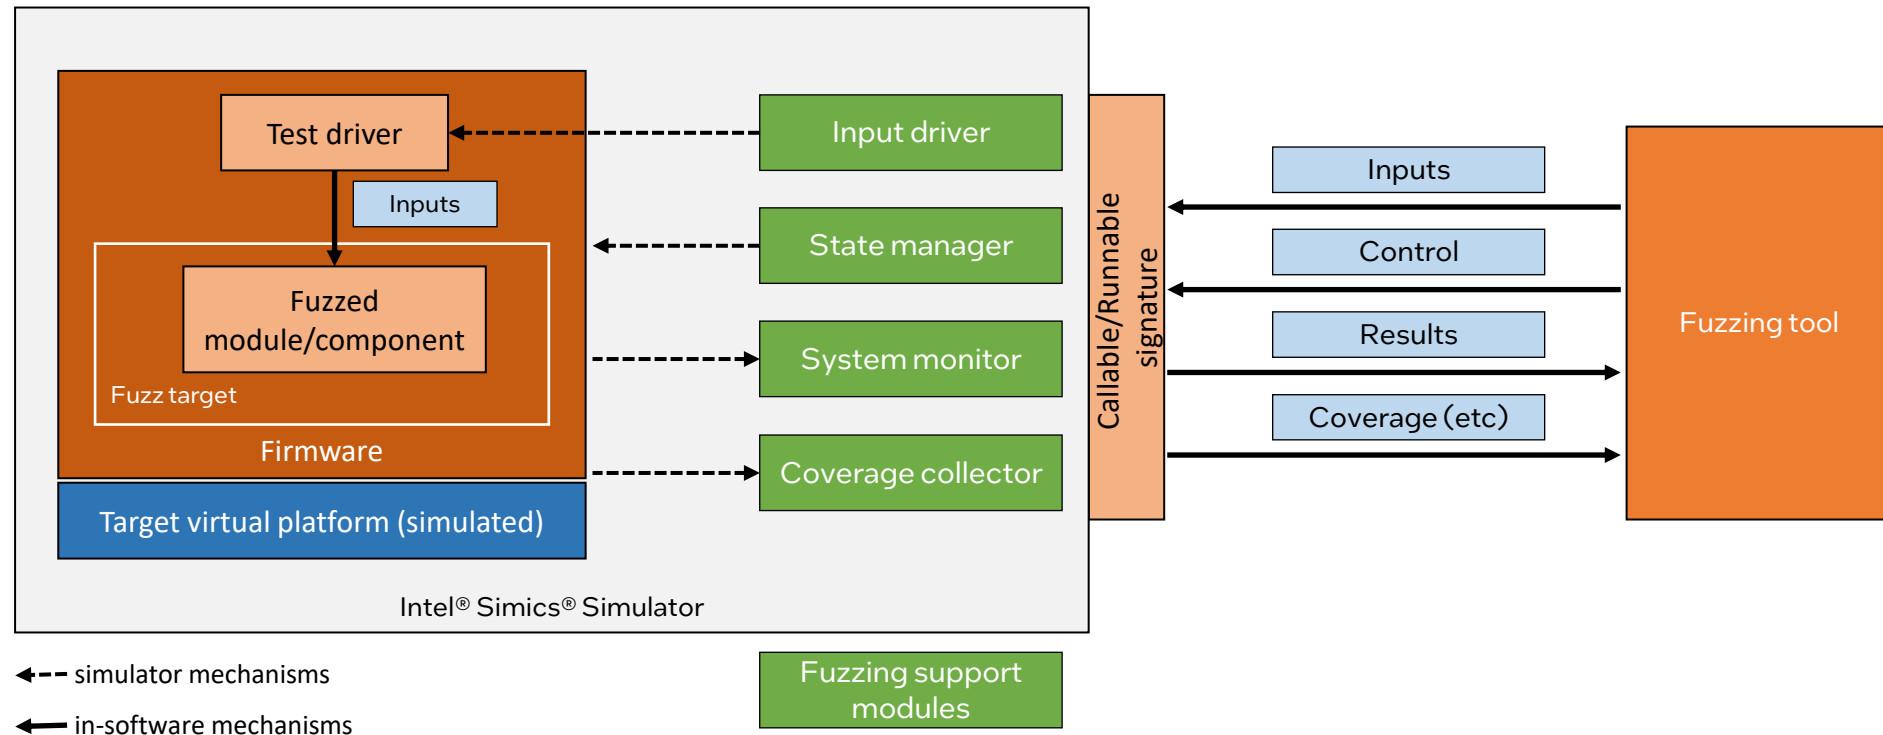 Test driver
Inputs
Fuzzed
module/component
Fuzz target
Firmware
Target virtual platform (simulated)
Input driver
State manager
System monitor
Coverage collector
Intel® Simics® Simulator
Callable/Runnable
signature
Inputs
Control
Results
Coverage (etc)
Fuzzing tool
simulator mechanisms
in-software mechanisms
Fuzzing support
modules